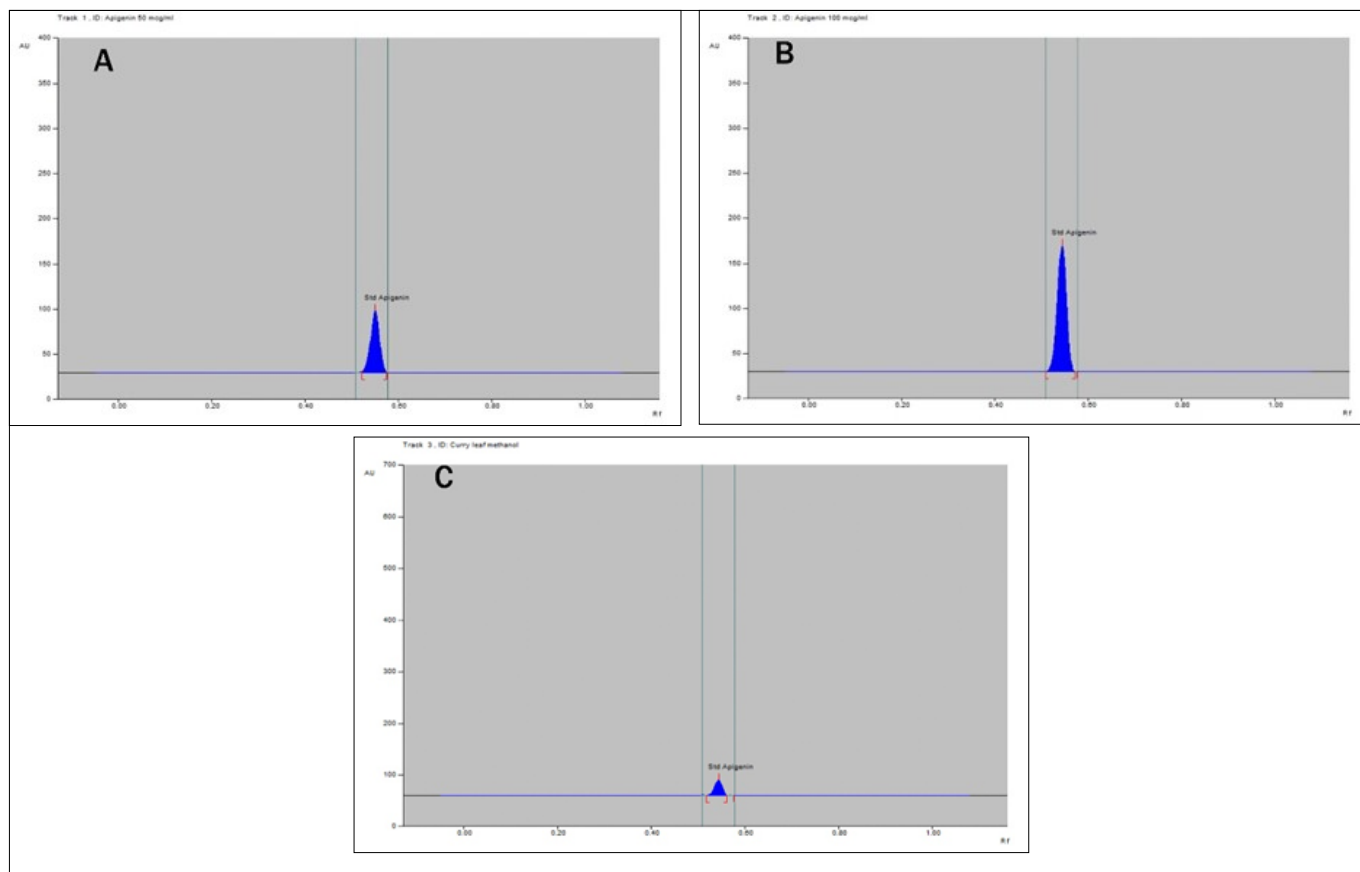 Track 1 , ID: Apigenin 50 mcg/ml
AU
A
400
350
300
250
200
150
100
50
0
Std Apigenin
0.00 0.20 0.40 0.60 0.80 1.00
Rf
Track 2 , ID: Apigenin 100 mcg/ml
AU
B
400
350
300
250
200
150
100
50
0
Std Apigenin
0.00 0.20 0.40 0.60 0.80 1.00
Rf
Track 3 , ID: Curry leaf methanol
AU
C
700
600
500
400
300
200
100
0
Std Apigenin
0.00 0.20 0.40 0.60 0.80 1.00
Rf